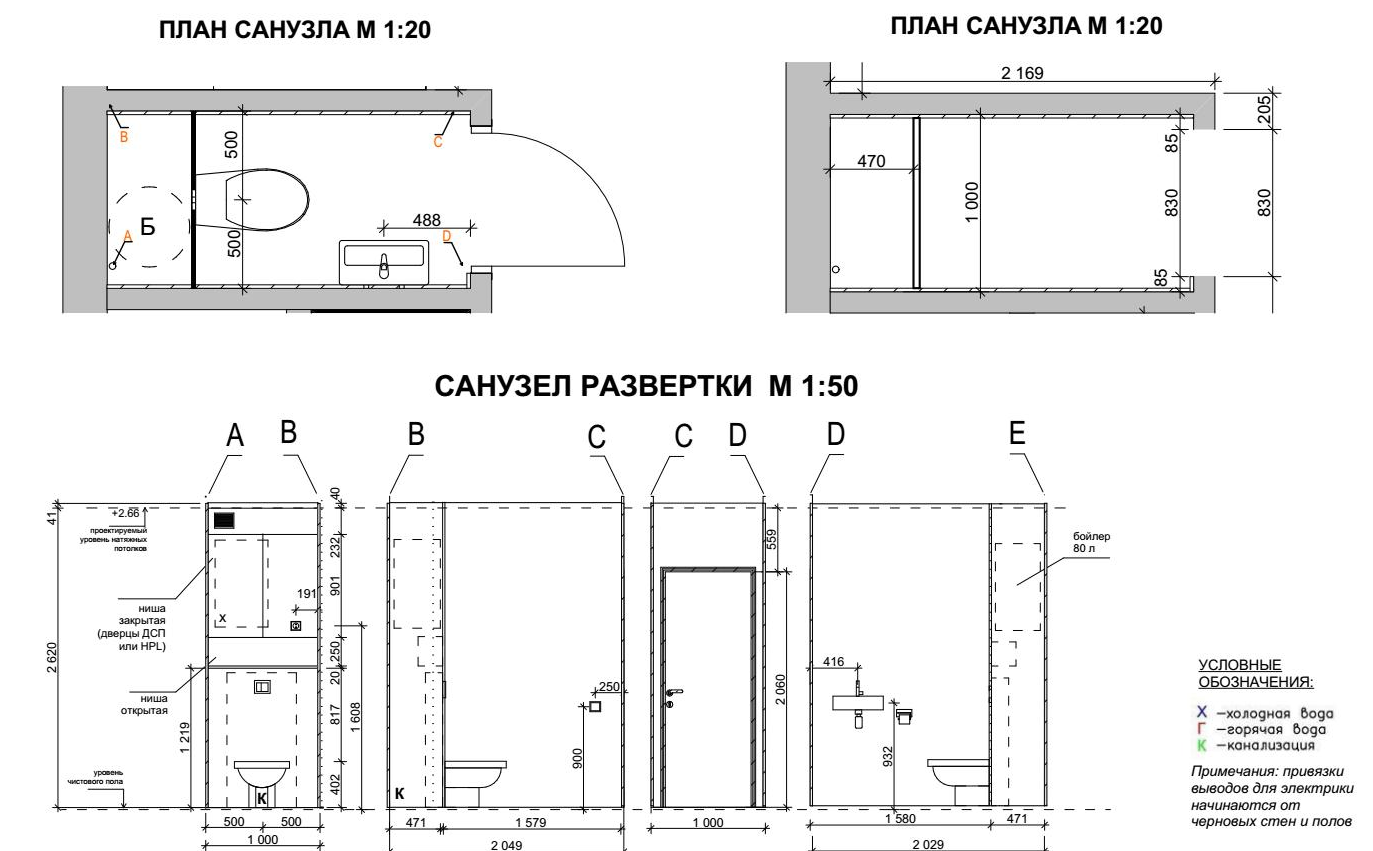 ПЛАН САНУЗЛА М 1:20
500
500
488
B
C
A
D
Б
ПЛАН САНУЗЛА М 1:20
2 169
205
470
85
1 000
830
830
85
САНУЗЕЛ РАЗВЕРТКИ М 1:50
A B
B C
C D
D E
41
+2.66
проектируемый
уровень натяжных
потолков
40
232
901
191
250
20
817
402
1 608
2 620
1 219
X
К
ниша
закрытая
(дверцы ДСП
или HPL)
ниша
открытая
уровень
чистового пола
500 500
1 000
250
900
К
471 1 579
2 049
559
2 060
1 000
416
932
бойлер
80 л
1 580 471
2 029
УСЛОВНЫЕ
ОБОЗНАЧЕНИЯ:
Х –холодная вода
Г –горячая вода
К –канализация
Примечания: привязки
выводов для электрики
начинаются от
черновых стен и полов